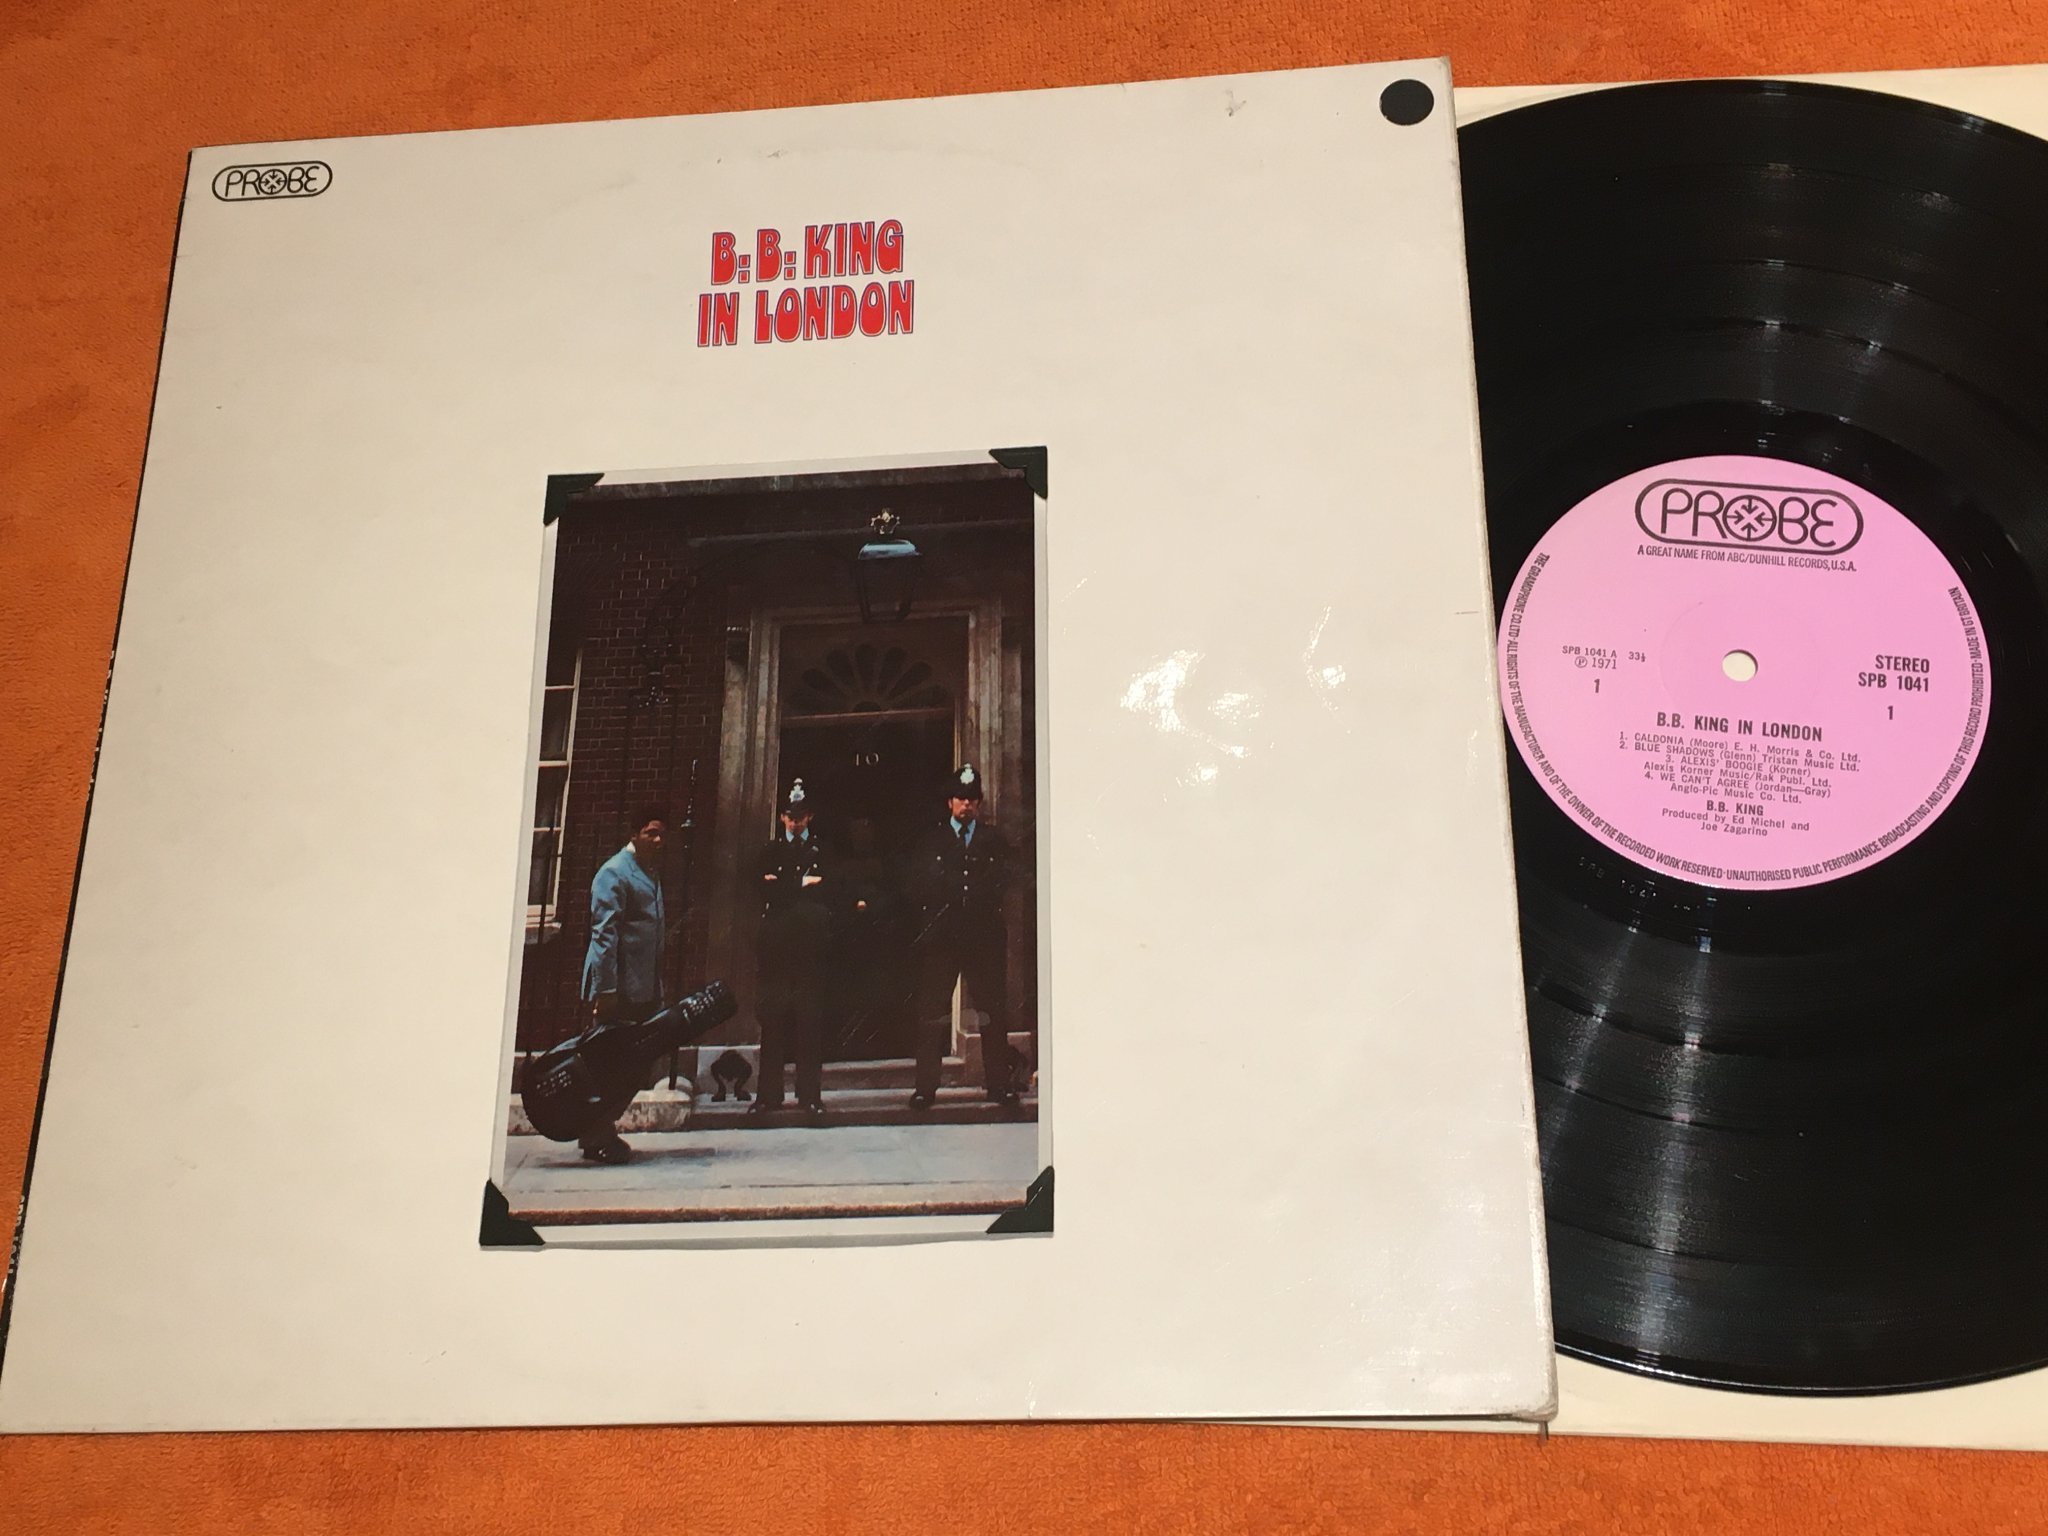 PROBE
B:B:KING
IN LONDON
10
PROBE
A GREAT NAME FROM ABC/DUNHILL RECORDS, U.S.A.
THE GRAMOPHONE CO. LTD · ALL RIGHTS OF THE MANUFACTURER AND OF THE OWNER OF THE RECORDED WORK RESERVED · UNAUTHORISED PUBLIC PERFORMANCE BROADCASTING AND COPYING OF THIS RECORD PROHIBITED · MADE IN GT BRITAIN
SPB 1041 A 33⅓
℗ 1971
1
STEREO
SPB 1041
1
B.B. KING IN LONDON
1. CALDONIA (Moore) E. H. Morris & Co. Ltd.
2. BLUE SHADOWS (Glenn) Tristan Music Ltd.
3. ALEXIS' BOOGIE (Korner)
Alexis Korner Music/Rak Publ. Ltd.
4. WE CAN'T AGREE (Jordan—Gray)
Anglo-Pic Music Co. Ltd.
B.B. KING
Produced by Ed Michel and
Joe Zagarino